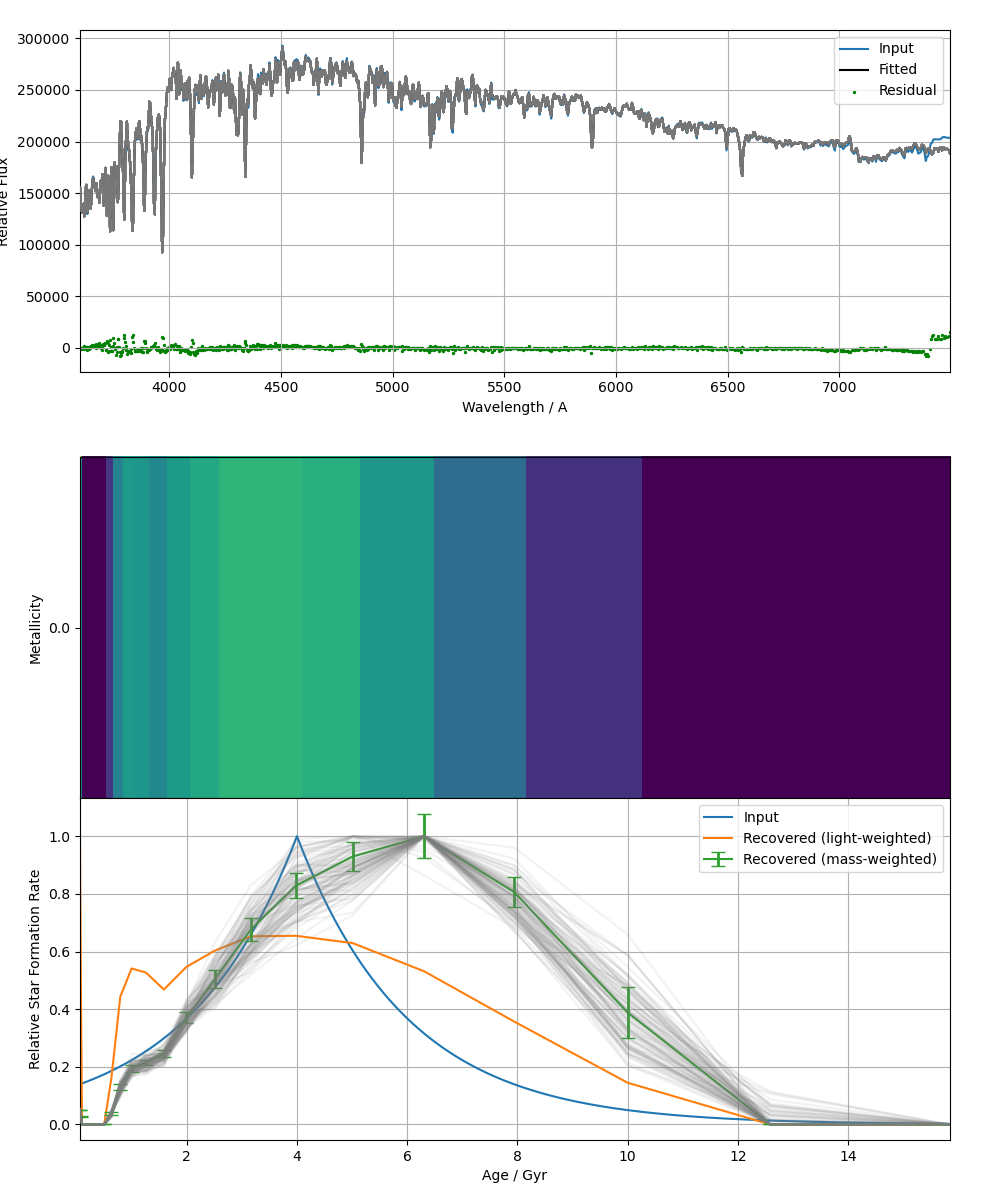 300000
250000
200000
150000
100000
50000
0
Relative Flux
Input
Fitted
Residual
4000 4500 5000 5500 6000 6500 7000
Wavelength / A
0.0
Metallicity
1.0
0.8
0.6
0.4
0.2
0.0
Relative Star Formation Rate
Input
Recovered (light-weighted)
Recovered (mass-weighted)
2 4 6 8 10 12 14
Age / Gyr